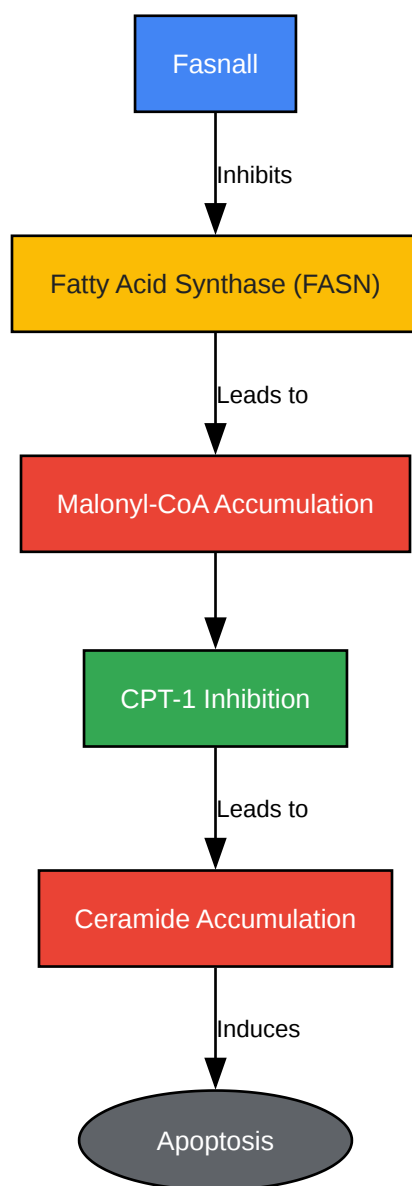 Fasnall
Inhibits
Fatty Acid Synthase (FASN)
Leads to
Malonyl-CoA Accumulation
CPT-1 Inhibition
Leads to
Ceramide Accumulation
Induces
Apoptosis